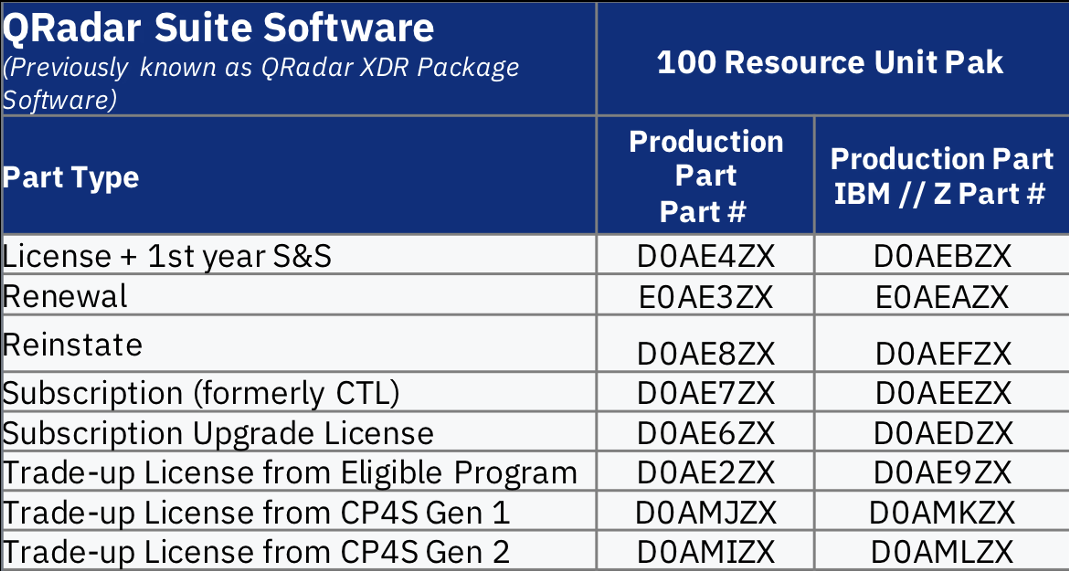 QRadar Suite Software
(Previously known as QRadar XDR Package
Software)
100 Resource Unit Pak
Part Type
Production
Part
Part #
Production Part
IBM // Z Part #
License + 1st year S&S D0AE4ZX D0AEBZX
Renewal E0AE3ZX E0AEAZX
Reinstate D0AE8ZX D0AEFZX
Subscription (formerly CTL) D0AE7ZX D0AEEZX
Subscription Upgrade License D0AE6ZX D0AEDZX
Trade-up License from Eligible Program D0AE2ZX D0AE9ZX
Trade-up License from CP4S Gen 1 D0AMJZX D0AMKZX
Trade-up License from CP4S Gen 2 D0AMIZX D0AMLZX